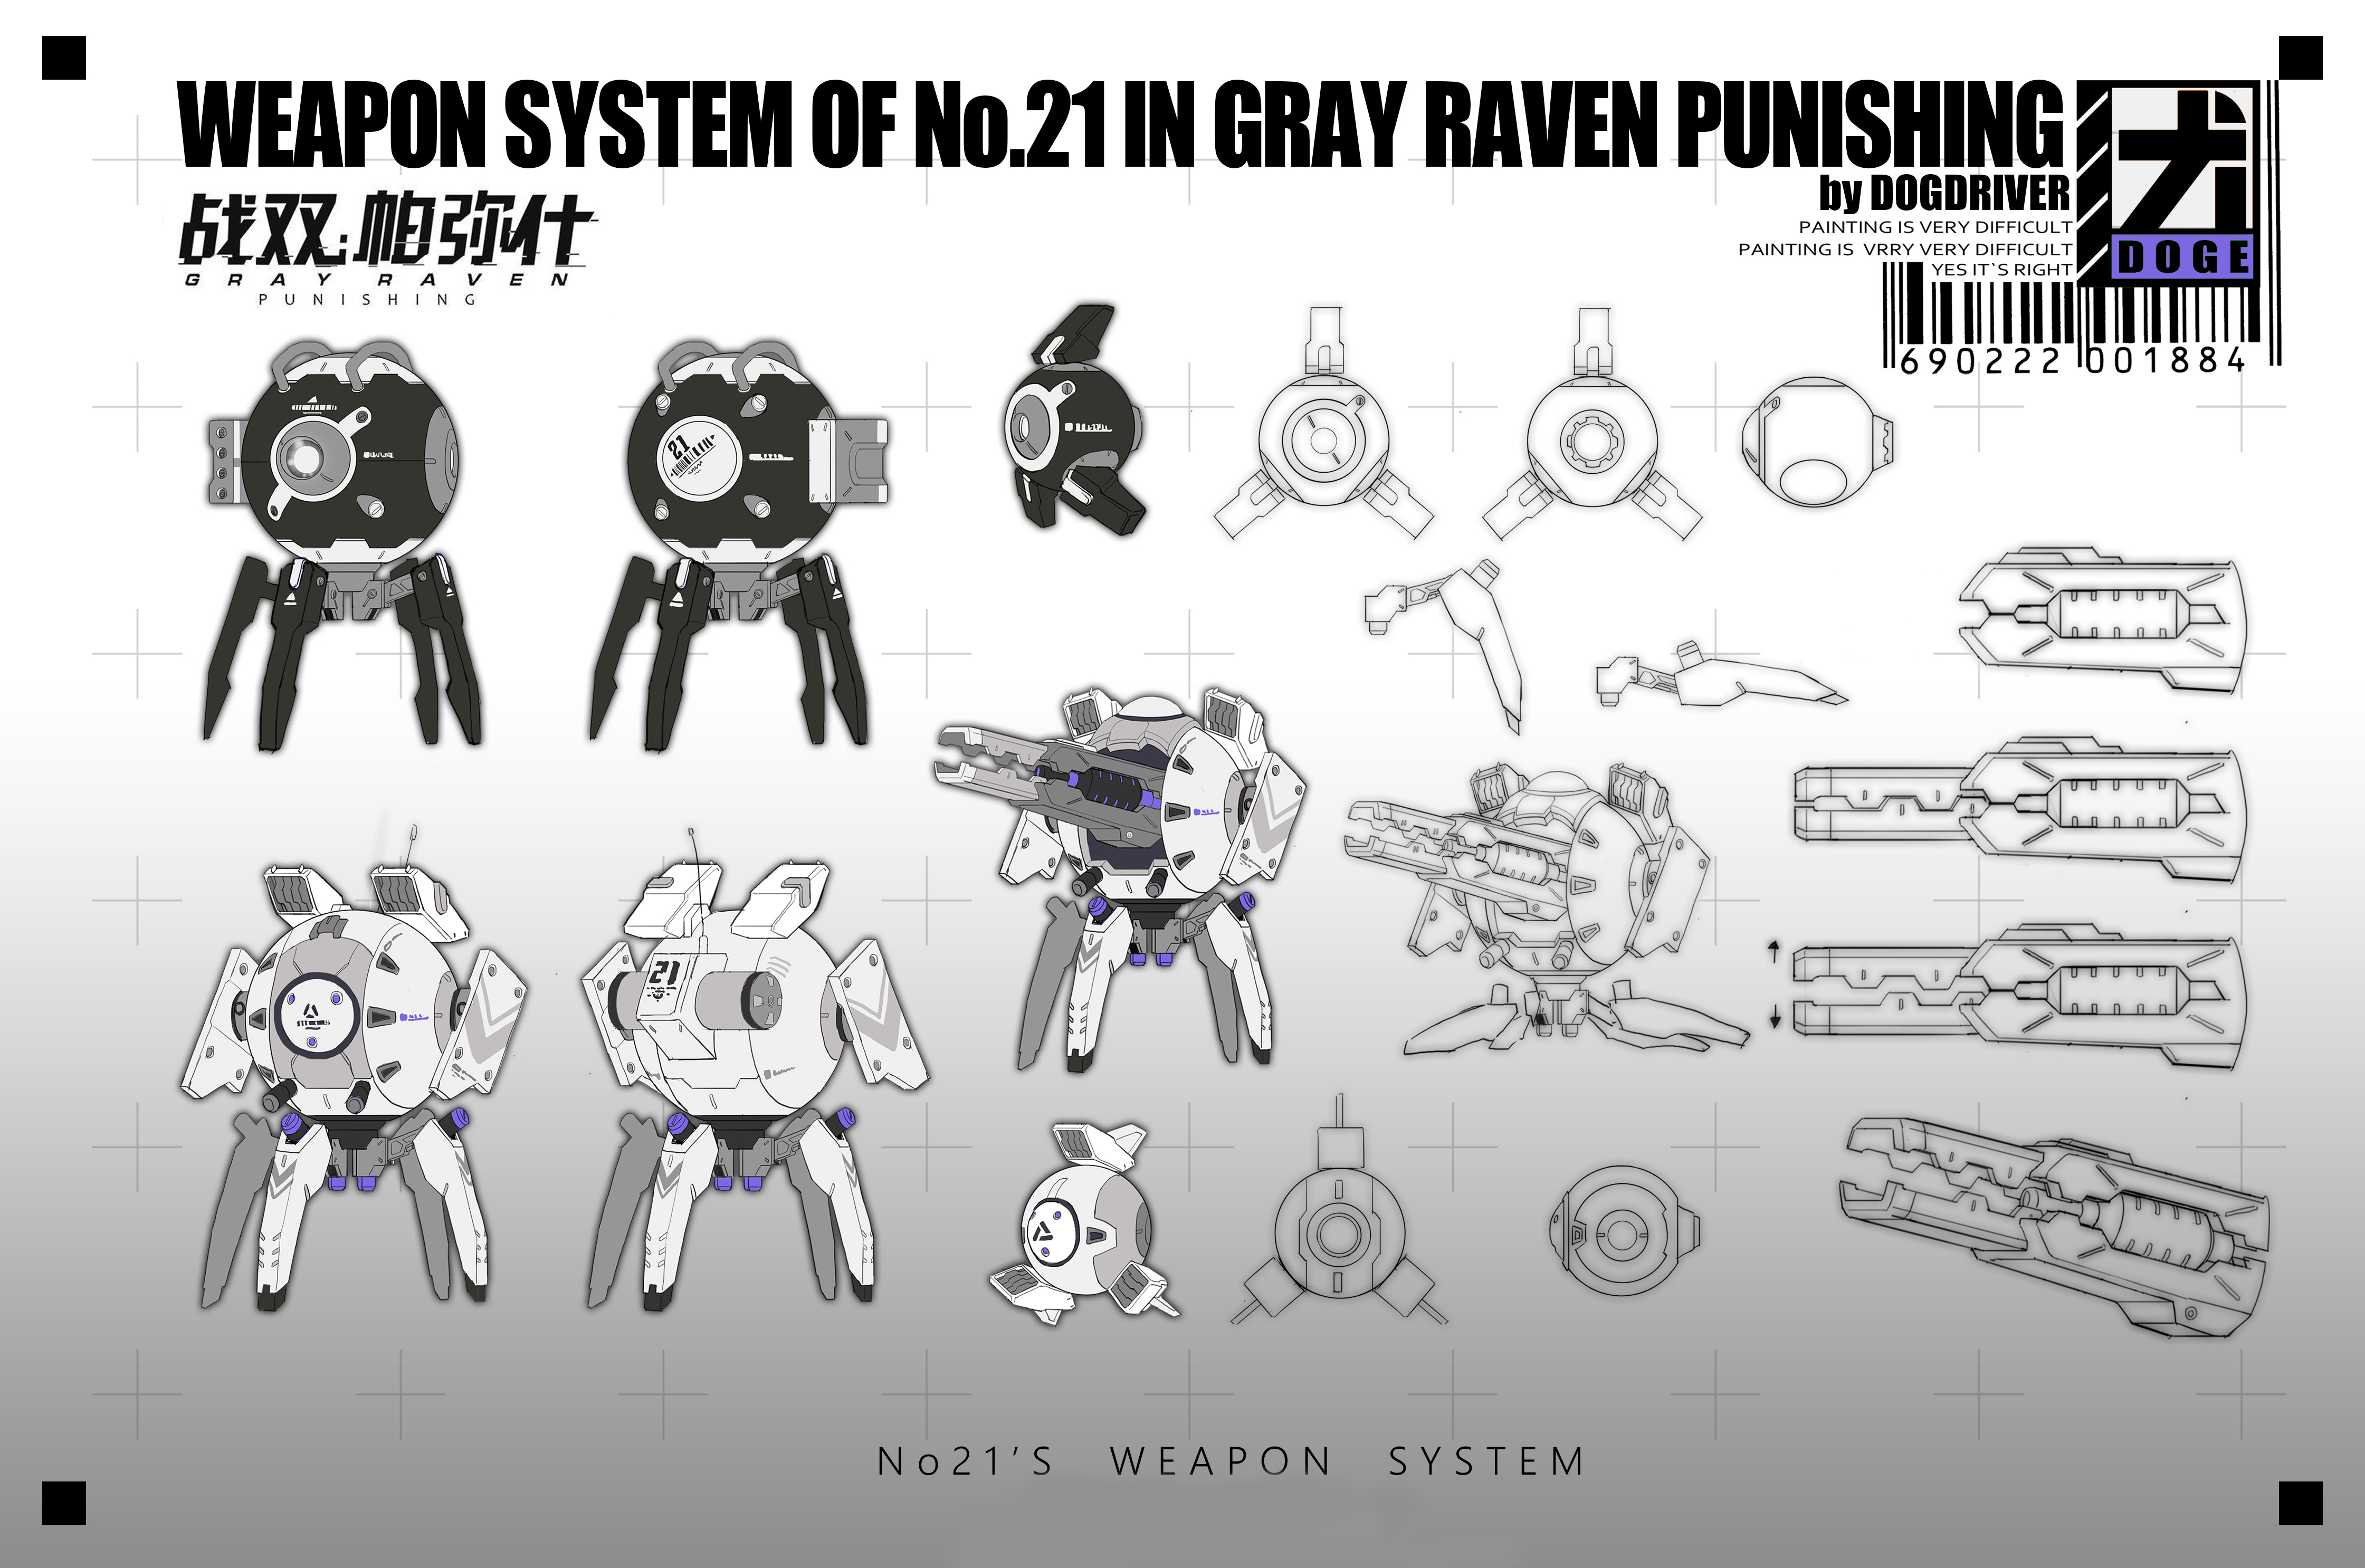 WEAPON SYSTEM OF No.21 IN GRAY RAVEN PUNISHING
by DOGDRIVER
PAINTING IS VERY DIFFICULT
PAINTING IS VRRY VERY DIFFICULT
YES IT`S RIGHT
犬
DOGE
690222 001884
战双:帕弥什
GRAY RAVEN
PUNISHING
21
21
No21'S WEAPON SYSTEM